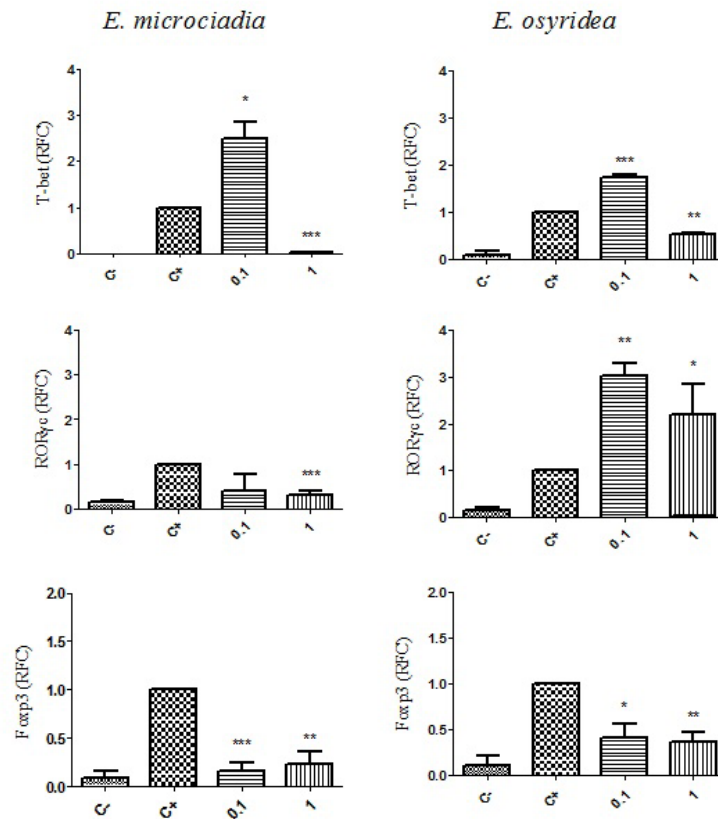 E. microciadia
E. osyridea
T-bet (RFC)
4
3
2
1
0
*
***
C-
C+
0.1
1
T-bet (RFC)
4
3
2
1
0
***
**
C-
C+
0.1
1
RORγc (RFC)
4
3
2
1
0
***
C-
C+
0.1
1
RORγc (RFC)
4
3
2
1
0
**
*
C-
C+
0.1
1
Foxp3 (RFC)
2.0
1.5
1.0
0.5
0.0
***
**
C-
C+
0.1
1
Foxp3 (RFC)
2.0
1.5
1.0
0.5
0.0
*
**
C-
C+
0.1
1